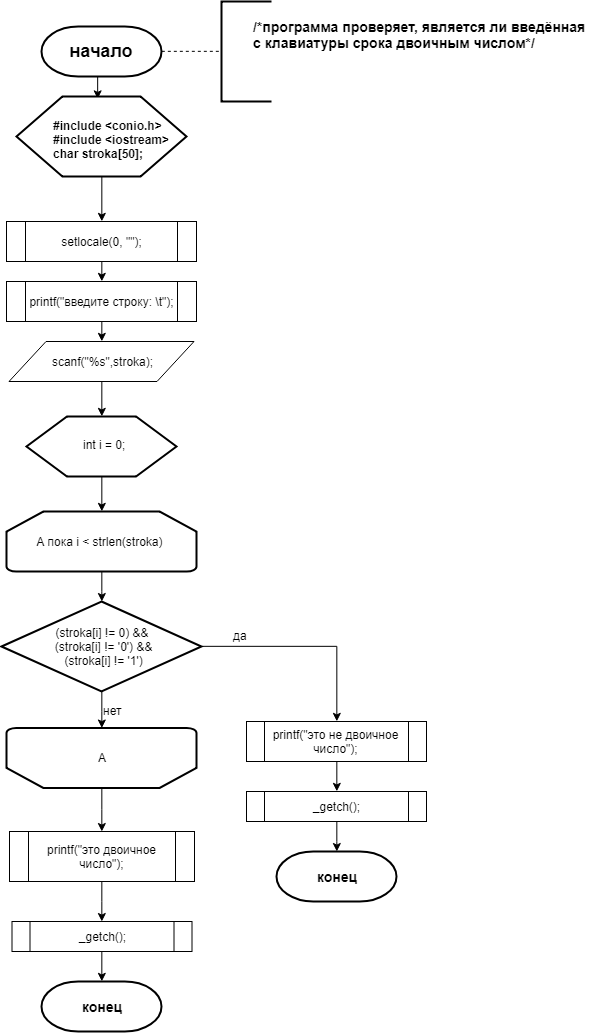 начало
/*программа проверяет, является ли введённая
с клавиатуры срока двоичным числом*/
#include <conio.h>
#include <iostream>
char stroka[50];
setlocale(0, "");
printf("введите строку: \t");
scanf("%s",stroka);
int i = 0;
А пока i < strlen(stroka)
(stroka[i] != 0) &&
(stroka[i] != '0') &&
(stroka[i] != '1')
да
нет
printf("это не двоичное
число");
А
_getch();
printf("это двоичное
число");
конец
_getch();
конец